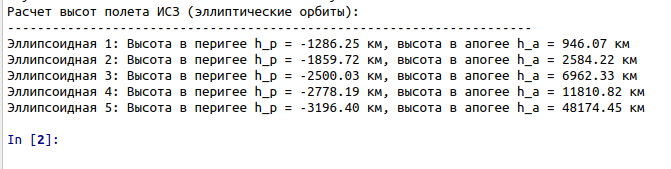 Расчет высот полета ИСЗ (эллиптические орбиты):
----------------------------------------------------------------------
Эллипсоидная 1: Высота в перигее h_p = -1286.25 км, высота в апогее h_a = 946.07 км
Эллипсоидная 2: Высота в перигее h_p = -1859.72 км, высота в апогее h_a = 2584.22 км
Эллипсоидная 3: Высота в перигее h_p = -2500.03 км, высота в апогее h_a = 6962.33 км
Эллипсоидная 4: Высота в перигее h_p = -2778.19 км, высота в апогее h_a = 11810.82 км
Эллипсоидная 5: Высота в перигее h_p = -3196.40 км, высота в апогее h_a = 48174.45 км
In [2]: